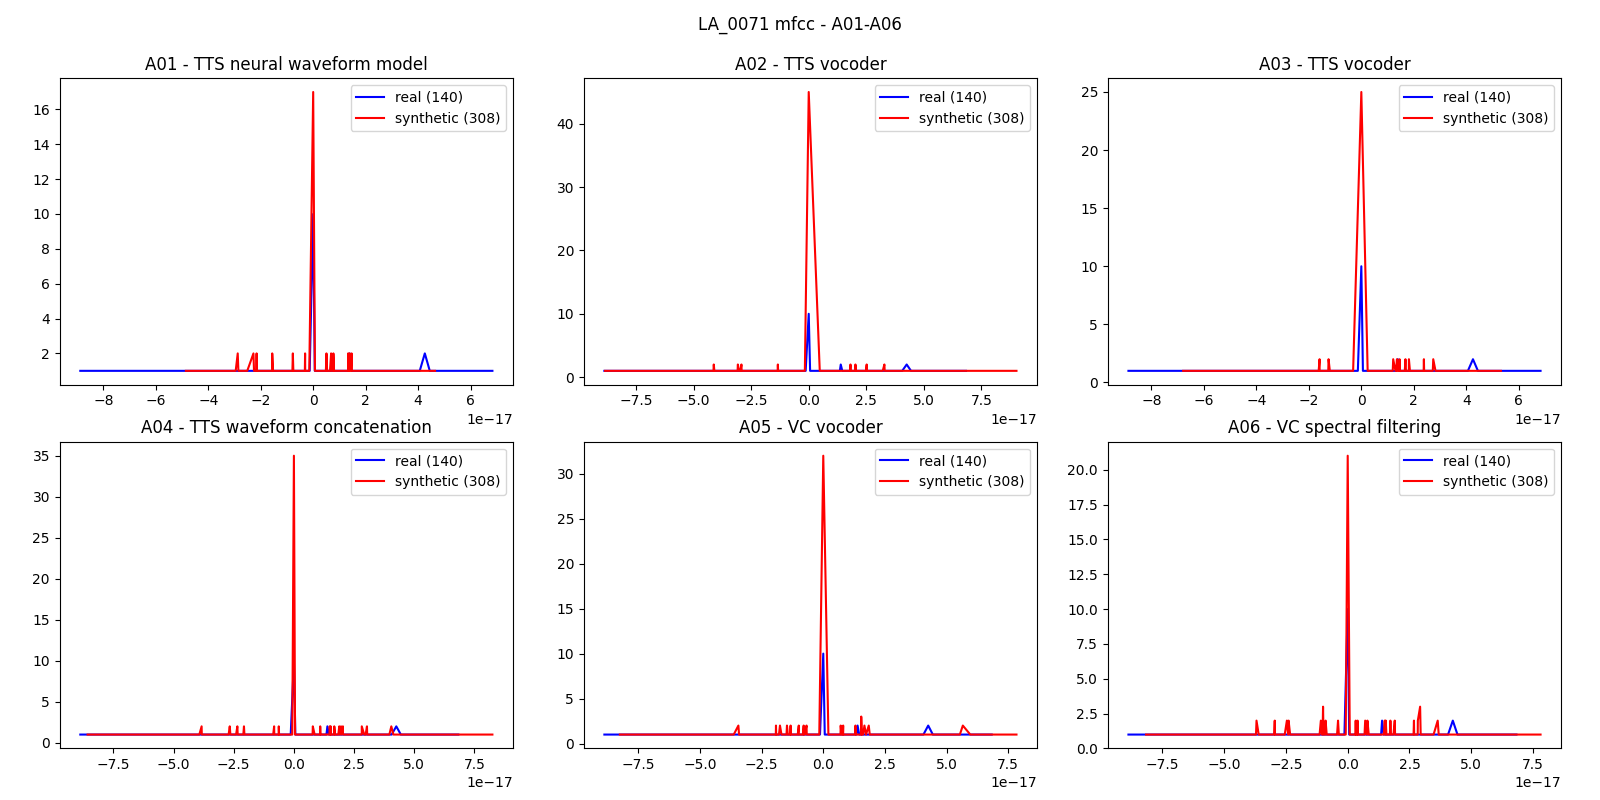 LA_0071 mfcc - A01-A06
A01 - TTS neural waveform model
real (140)
synthetic (308)
16
14
12
10
8
6
4
2
−8 −6 −4 −2 0 2 4 6
1e−17
A02 - TTS vocoder
real (140)
synthetic (308)
40
30
20
10
0
−7.5 −5.0 −2.5 0.0 2.5 5.0 7.5
1e−17
A03 - TTS vocoder
real (140)
synthetic (308)
25
20
15
10
5
0
−8 −6 −4 −2 0 2 4 6
1e−17
A04 - TTS waveform concatenation
real (140)
synthetic (308)
35
30
25
20
15
10
5
0
−7.5 −5.0 −2.5 0.0 2.5 5.0 7.5
1e−17
A05 - VC vocoder
real (140)
synthetic (308)
30
25
20
15
10
5
0
−7.5 −5.0 −2.5 0.0 2.5 5.0 7.5
1e−17
A06 - VC spectral filtering
real (140)
synthetic (308)
20.0
17.5
15.0
12.5
10.0
7.5
5.0
2.5
0.0
−7.5 −5.0 −2.5 0.0 2.5 5.0 7.5
1e−17